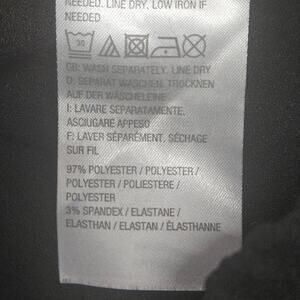 NEEDED. LINE DRY. LOW IRON IF
NEEDED
30
GB: WASH SEPARATELY. LINE DRY
D: SEPARAT WASCHEN. TROCKNEN
AUF DER WÄSCHELEINE
I: LAVARE SEPARATAMENTE.
ASCIUGARE APPESO
F: LAVER SÉPARÉMENT. SÉCHAGE
SUR FIL
97% POLYESTER / POLYESTER /
POLYESTER / POLIESTERE /
POLYESTER
3% SPANDEX / ELASTANE /
ELASTHAN / ELASTAN / ÉLASTHANNE